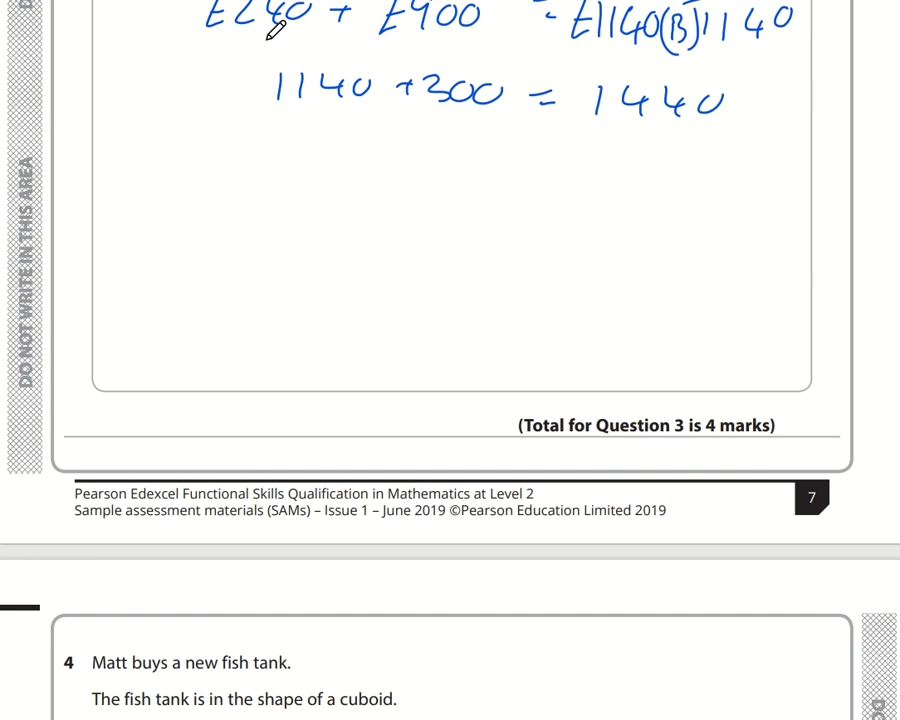 £240 + £900 = £1140(B) 1140
1140 + 300 = 1440
DO NOT WRITE IN THIS AREA
(Total for Question 3 is 4 marks)
Pearson Edexcel Functional Skills Qualification in Mathematics at Level 2
Sample assessment materials (SAMs) – Issue 1 – June 2019 ©Pearson Education Limited 2019
7
4 Matt buys a new fish tank.
The fish tank is in the shape of a cuboid.